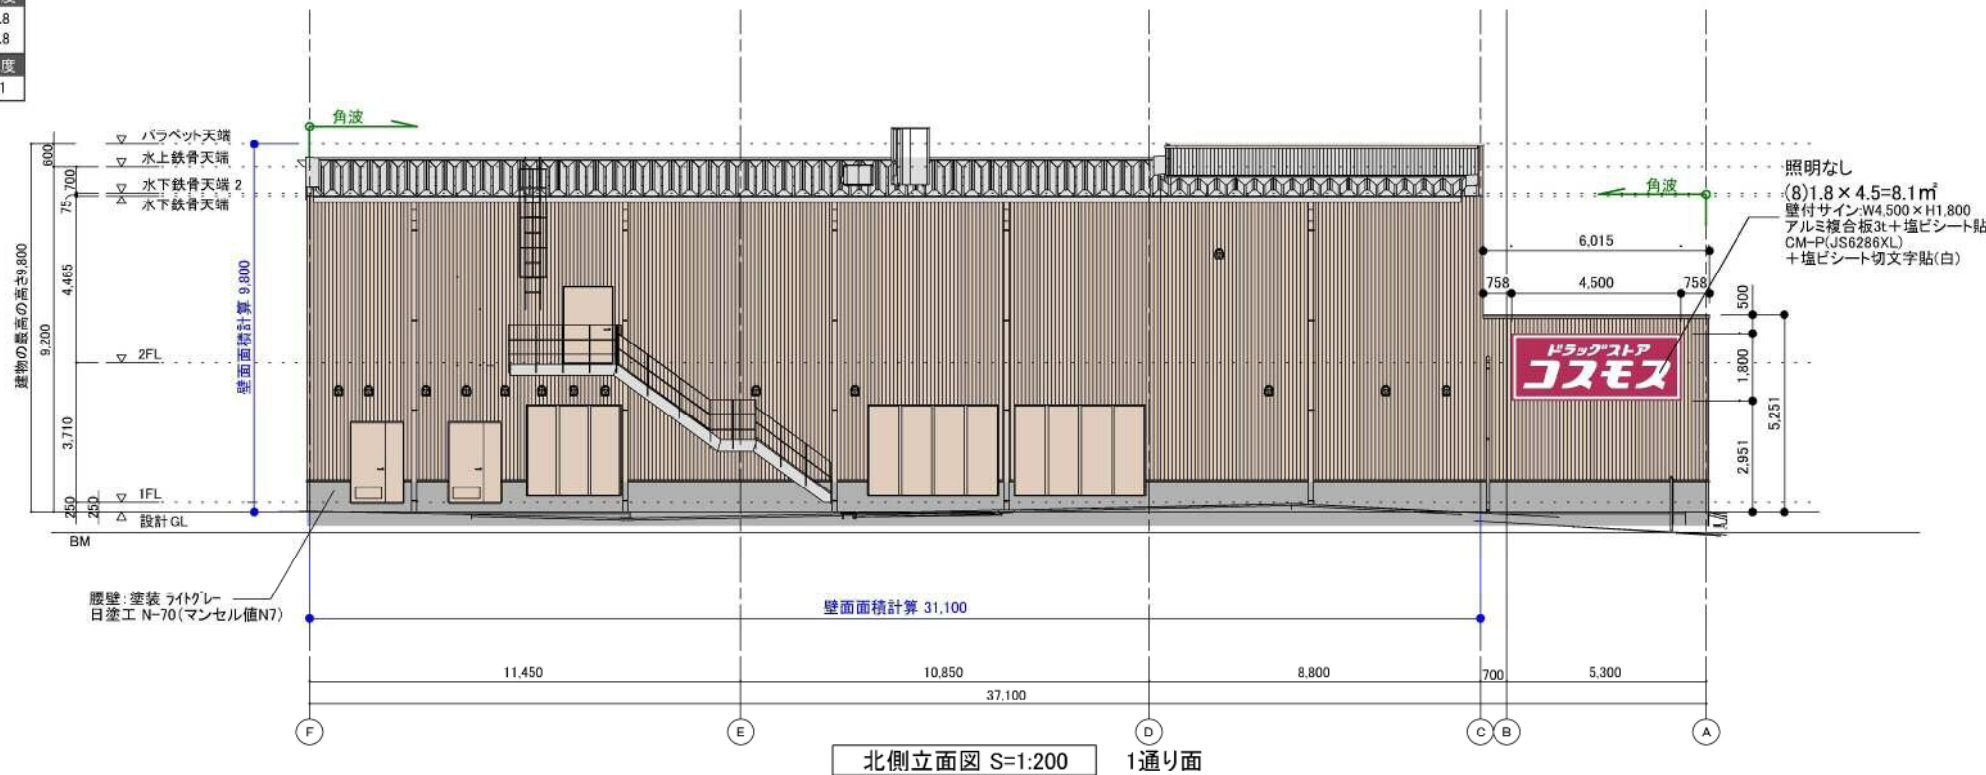 度
.8
.8
度
1
角波
パラペット天端
水上鉄骨天端
水下鉄骨天端 2
水下鉄骨天端
2FL
1FL
設計 GL
BM
600
700
75
4,465
3,710
250
250
9,200
建物の最高の高さ9,800
壁面面積計算 9,800
照明なし
(8)1.8×4.5=8.1㎡
壁付サイン:W4,500×H1,800
アルミ複合板3t+塩ビシート貼
CM-P(JS6286XL)
+塩ビシート切文字貼(白)
角波
6,015
758
4,500
758
500
1,800
2,951
5,251
ドラッグストア
コスモス
腰壁:塗装 ライトグレー
日塗工 N-70(マンセル値N7)
壁面面積計算 31,100
11,450
10,850
8,800
700
5,300
37,100
F
E
D
C
B
A
北側立面図 S=1:200
1通り面